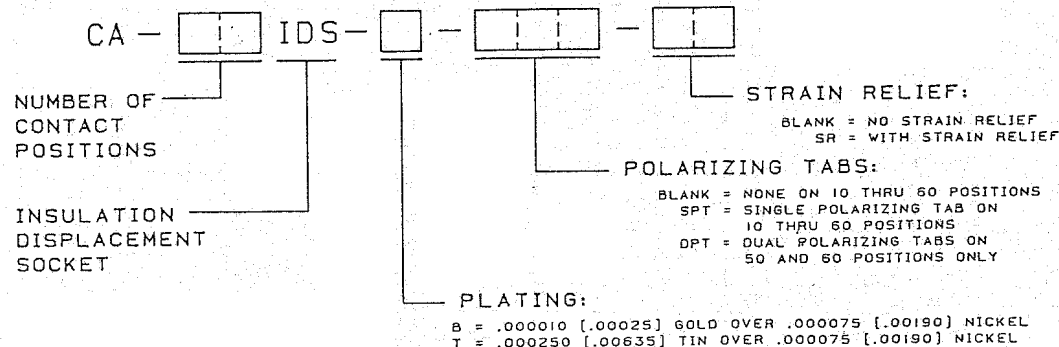 CA - IDS - - -
NUMBER OF
CONTACT
POSITIONS
INSULATION
DISPLACEMENT
SOCKET
STRAIN RELIEF:
BLANK = NO STRAIN RELIEF
SR = WITH STRAIN RELIEF
POLARIZING TABS:
BLANK = NONE ON 10 THRU 60 POSITIONS
SPT = SINGLE POLARIZING TAB ON
10 THRU 60 POSITIONS
DPT = DUAL POLARIZING TABS ON
50 AND 60 POSITIONS ONLY
PLATING:
B = .000010 [.00025] GOLD OVER .000075 [.00190] NICKEL
T = .000250 [.00635] TIN OVER .000075 [.00190] NICKEL